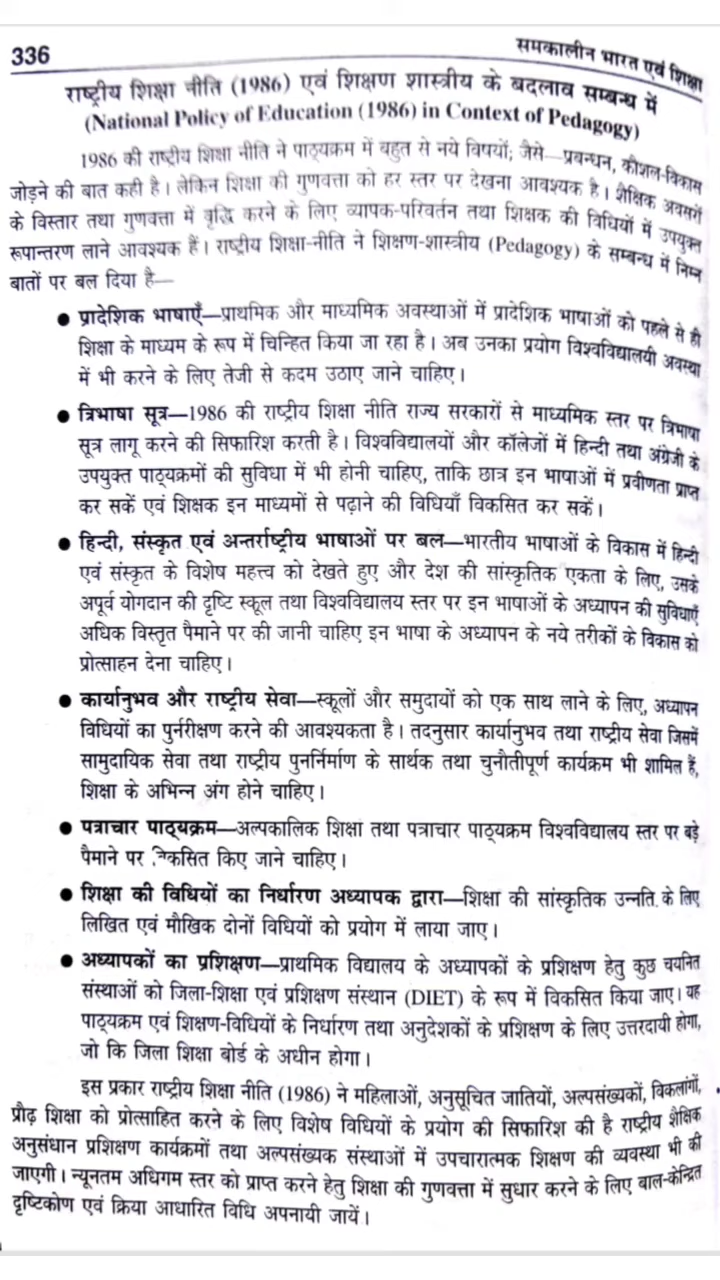 336
समकालीन भारत एवं शिक्षा
राष्ट्रीय शिक्षा नीति (1986) एवं शिक्षण शास्त्रीय के बदलाव सम्बन्ध में
(National Policy of Education (1986) in Context of Pedagogy)
1986 की राष्ट्रीय शिक्षा नीति ने पाठ्यक्रम में बहुत से नये विषयों; जैसे—प्रबन्धन, कौशल-विकास
जोड़ने की बात कही है। लेकिन शिक्षा की गुणवत्ता को हर स्तर पर देखना आवश्यक है। शैक्षिक अवसरों
के विस्तार तथा गुणवत्ता में वृद्धि करने के लिए व्यापक-परिवर्तन तथा शिक्षक की विधियों में उपयुक्त
रूपान्तरण लाने आवश्यक हैं। राष्ट्रीय शिक्षा-नीति ने शिक्षण-शास्त्रीय (Pedagogy) के सम्बन्ध में निम्न
बातों पर बल दिया है—
● प्रादेशिक भाषाएँ—प्राथमिक और माध्यमिक अवस्थाओं में प्रादेशिक भाषाओं को पहले से ही
शिक्षा के माध्यम के रूप में चिन्हित किया जा रहा है। अब उनका प्रयोग विश्वविद्यालयी अवस्था
में भी करने के लिए तेजी से कदम उठाए जाने चाहिए।
● त्रिभाषा सूत्र—1986 की राष्ट्रीय शिक्षा नीति राज्य सरकारों से माध्यमिक स्तर पर त्रिभाषा
सूत्र लागू करने की सिफारिश करती है। विश्वविद्यालयों और कॉलेजों में हिन्दी तथा अंग्रेजी के
उपयुक्त पाठ्यक्रमों की सुविधा में भी होनी चाहिए, ताकि छात्र इन भाषाओं में प्रवीणता प्राप्त
कर सकें एवं शिक्षक इन माध्यमों से पढ़ाने की विधियाँ विकसित कर सकें।
● हिन्दी, संस्कृत एवं अन्तर्राष्ट्रीय भाषाओं पर बल—भारतीय भाषाओं के विकास में हिन्दी
एवं संस्कृत के विशेष महत्त्व को देखते हुए और देश की सांस्कृतिक एकता के लिए, उसके
अपूर्व योगदान की दृष्टि स्कूल तथा विश्वविद्यालय स्तर पर इन भाषाओं के अध्यापन की सुविधाएँ
अधिक विस्तृत पैमाने पर की जानी चाहिए इन भाषा के अध्यापन के नये तरीकों के विकास को
प्रोत्साहन देना चाहिए।
● कार्यानुभव और राष्ट्रीय सेवा—स्कूलों और समुदायों को एक साथ लाने के लिए, अध्यापन
विधियों का पुर्नरीक्षण करने की आवश्यकता है। तदनुसार कार्यानुभव तथा राष्ट्रीय सेवा जिसमें
सामुदायिक सेवा तथा राष्ट्रीय पुनर्निर्माण के सार्थक तथा चुनौतीपूर्ण कार्यक्रम भी शामिल हैं,
शिक्षा के अभिन्न अंग होने चाहिए।
● पत्राचार पाठ्यक्रम—अल्पकालिक शिक्षा तथा पत्राचार पाठ्यक्रम विश्वविद्यालय स्तर पर बड़े
पैमाने पर विकसित किए जाने चाहिए।
● शिक्षा की विधियों का निर्धारण अध्यापक द्वारा—शिक्षा की सांस्कृतिक उन्नति के लिए
लिखित एवं मौखिक दोनों विधियों को प्रयोग में लाया जाए।
● अध्यापकों का प्रशिक्षण—प्राथमिक विद्यालय के अध्यापकों के प्रशिक्षण हेतु कुछ चयनित
संस्थाओं को जिला-शिक्षा एवं प्रशिक्षण संस्थान (DIET) के रूप में विकसित किया जाए। यह
पाठ्यक्रम एवं शिक्षण-विधियों के निर्धारण तथा अनुदेशकों के प्रशिक्षण के लिए उत्तरदायी होगा,
जो कि जिला शिक्षा बोर्ड के अधीन होगा।
इस प्रकार राष्ट्रीय शिक्षा नीति (1986) ने महिलाओं, अनुसूचित जातियों, अल्पसंख्यकों, विकलांगों,
प्रौढ़ शिक्षा को प्रोत्साहित करने के लिए विशेष विधियों के प्रयोग की सिफारिश की है राष्ट्रीय शैक्षिक
अनुसंधान प्रशिक्षण कार्यक्रमों तथा अल्पसंख्यक संस्थाओं में उपचारात्मक शिक्षण की व्यवस्था भी की
जाएगी। न्यूनतम अधिगम स्तर को प्राप्त करने हेतु शिक्षा की गुणवत्ता में सुधार करने के लिए बाल-केन्द्रित
दृष्टिकोण एवं क्रिया आधारित विधि अपनायी जायें।